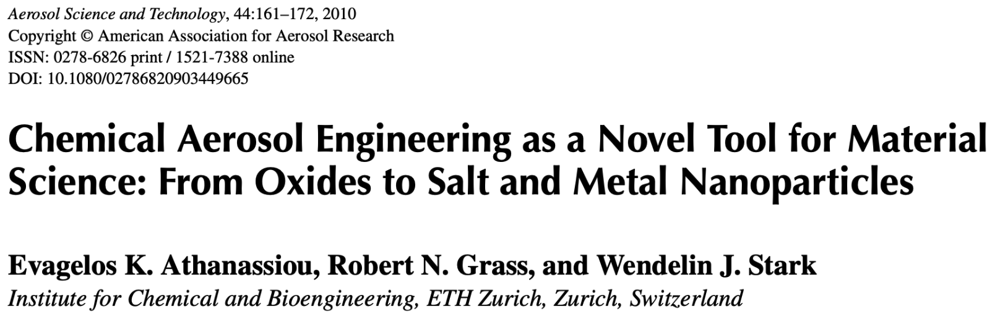 Aerosol Science and Technology, 44:161–172, 2010
Copyright © American Association for Aerosol Research
ISSN: 0278-6826 print / 1521-7388 online
DOI: 10.1080/02786820903449665
Chemical Aerosol Engineering as a Novel Tool for Material
Science: From Oxides to Salt and Metal Nanoparticles
Evagelos K. Athanassiou, Robert N. Grass, and Wendelin J. Stark
Institute for Chemical and Bioengineering, ETH Zurich, Zurich, Switzerland